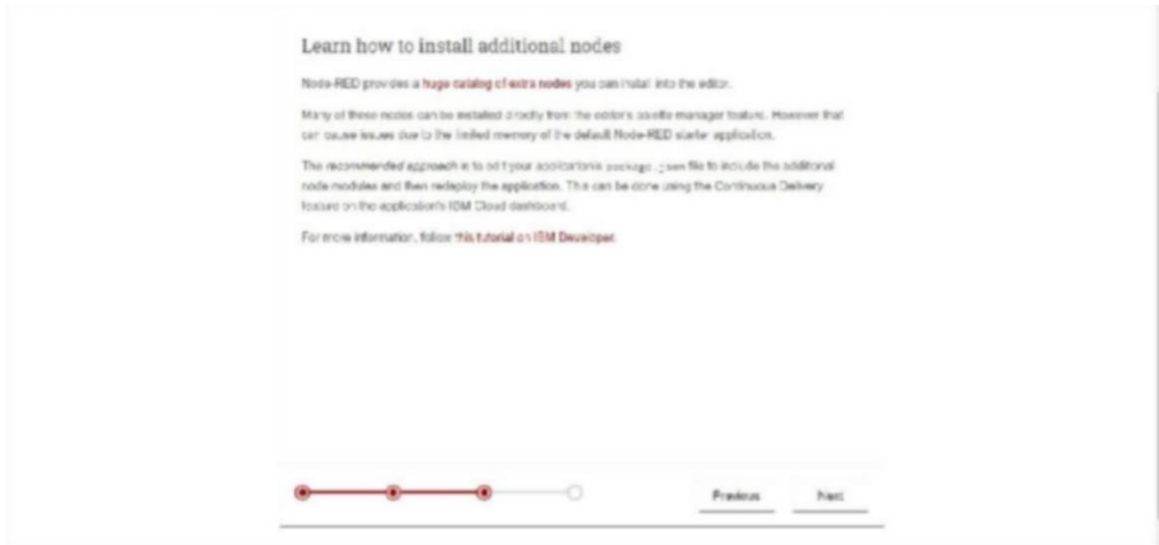 Learn how to install additional nodes
Node-RED provides a huge catalog of extra nodes you can install into the editor.
Many of these nodes can be installed directly from the editor's palette manager feature. However that
can cause issues due to the limited memory of the default Node-RED starter application.
The recommended approach is to edit your application's package.json file to include the additional
node modules and then redeploy the application. This can be done using the Continuous Delivery
feature on the application's IBM Cloud dashboard.
For more information, follow this tutorial on IBM Developer.
Previous Next